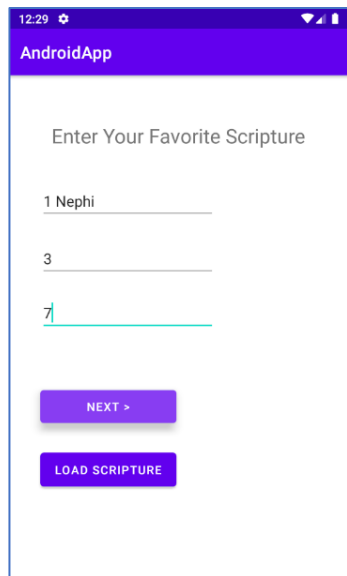 12:29
AndroidApp
Enter Your Favorite Scripture
1 Nephi
3
7
NEXT >
LOAD SCRIPTURE